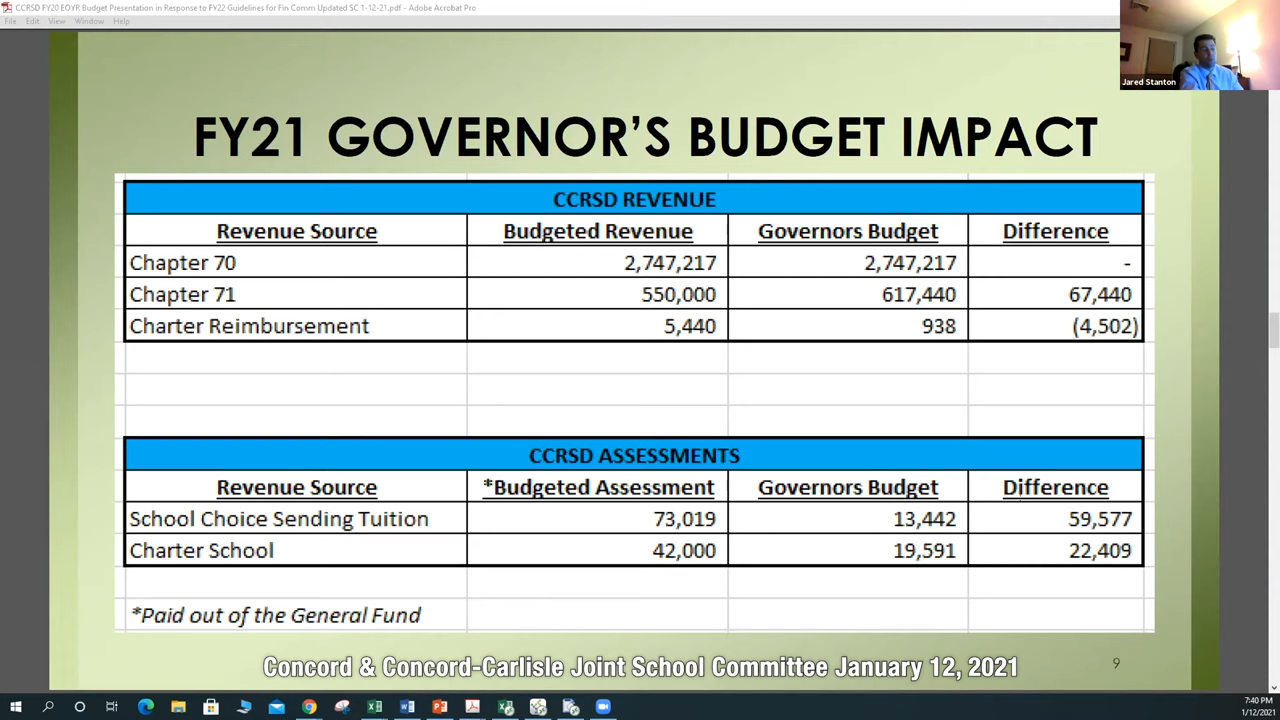 CCRSD FY20 EOYR Budget Presentation in Response to FY22 Guidelines for Fin Comm Updated SC 1-12-21.pdf - Adobe Acrobat Pro
File Edit View Window Help
Jared Stanton
FY21 GOVERNOR'S BUDGET IMPACT
CCRSD REVENUE
Revenue Source Budgeted Revenue Governors Budget Difference
Chapter 70 2,747,217 2,747,217 -
Chapter 71 550,000 617,440 67,440
Charter Reimbursement 5,440 938 (4,502)
CCRSD ASSESSMENTS
Revenue Source *Budgeted Assessment Governors Budget Difference
School Choice Sending Tuition 73,019 13,442 59,577
Charter School 42,000 19,591 22,409
*Paid out of the General Fund
Concord & Concord-Carlisle Joint School Committee January 12, 2021
9
7:40 PM
1/12/2021